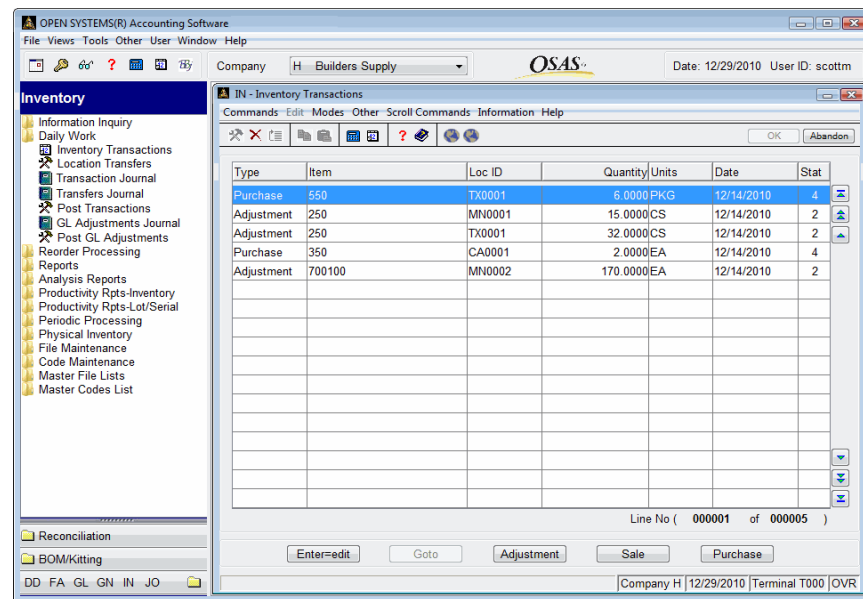 OPEN SYSTEMS(R) Accounting Software
File Views Tools Other User Window Help
Company H Builders Supply OSAS Date: 12/29/2010 User ID: scottm
Inventory
Information Inquiry
Daily Work
Inventory Transactions
Location Transfers
Transaction Journal
Transfers Journal
Post Transactions
GL Adjustments Journal
Post GL Adjustments
Reorder Processing
Reports
Analysis Reports
Productivity Rpts-Inventory
Productivity Rpts-Lot/Serial
Periodic Processing
Physical Inventory
File Maintenance
Code Maintenance
Master File Lists
Master Codes List
Reconciliation
BOM/Kitting
DD FA GL GN IN JO
IN - Inventory Transactions
Commands Edit Modes Other Scroll Commands Information Help
OK Abandon
Type Item Loc ID Quantity Units Date Stat
Purchase 550 TX0001 6.0000 PKG 12/14/2010 4
Adjustment 250 MN0001 15.0000 CS 12/14/2010 2
Adjustment 250 TX0001 32.0000 CS 12/14/2010 2
Purchase 350 CA0001 2.0000 EA 12/14/2010 4
Adjustment 700100 MN0002 170.0000 EA 12/14/2010 2
Line No ( 000001 of 000005 )
Enter=edit Goto Adjustment Sale Purchase
Company H 12/29/2010 Terminal T000 OVR